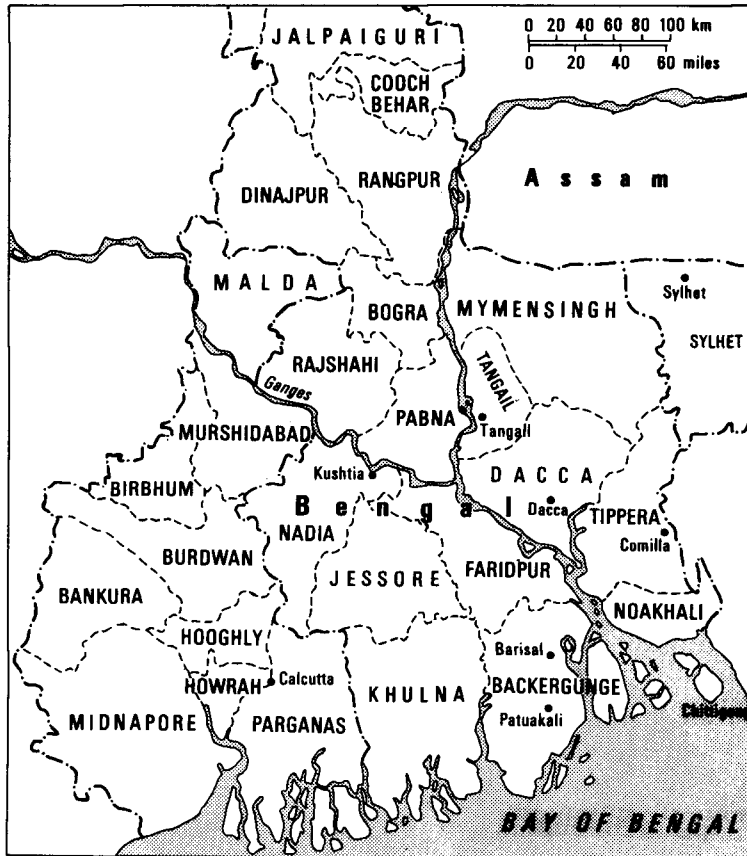 JALPAIGURI
0 20 40 60 80 100 km
0 20 40 60 miles
COOCH
BEHAR
RANGPUR
Assam
DINAJPUR
MALDA
BOGRA
MYMENSINGH
Sylhet
SYLHET
RAJSHAHI
TANGAIL
Ganges
PABNA
Tangail
MURSHIDABAD
Kushtia
DACCA
BIRBHUM
Bengal
Dacca
NADIA
TIPPERA
Comilla
BURDWAN
JESSORE
FARIDPUR
BANKURA
NOAKHALI
HOOGHLY
Barisal
HOWRAH
Calcutta
KHULNA
BACKERGUNGE
MIDNAPORE
PARGANAS
Patuakali
Chittagong
BAY OF BENGAL